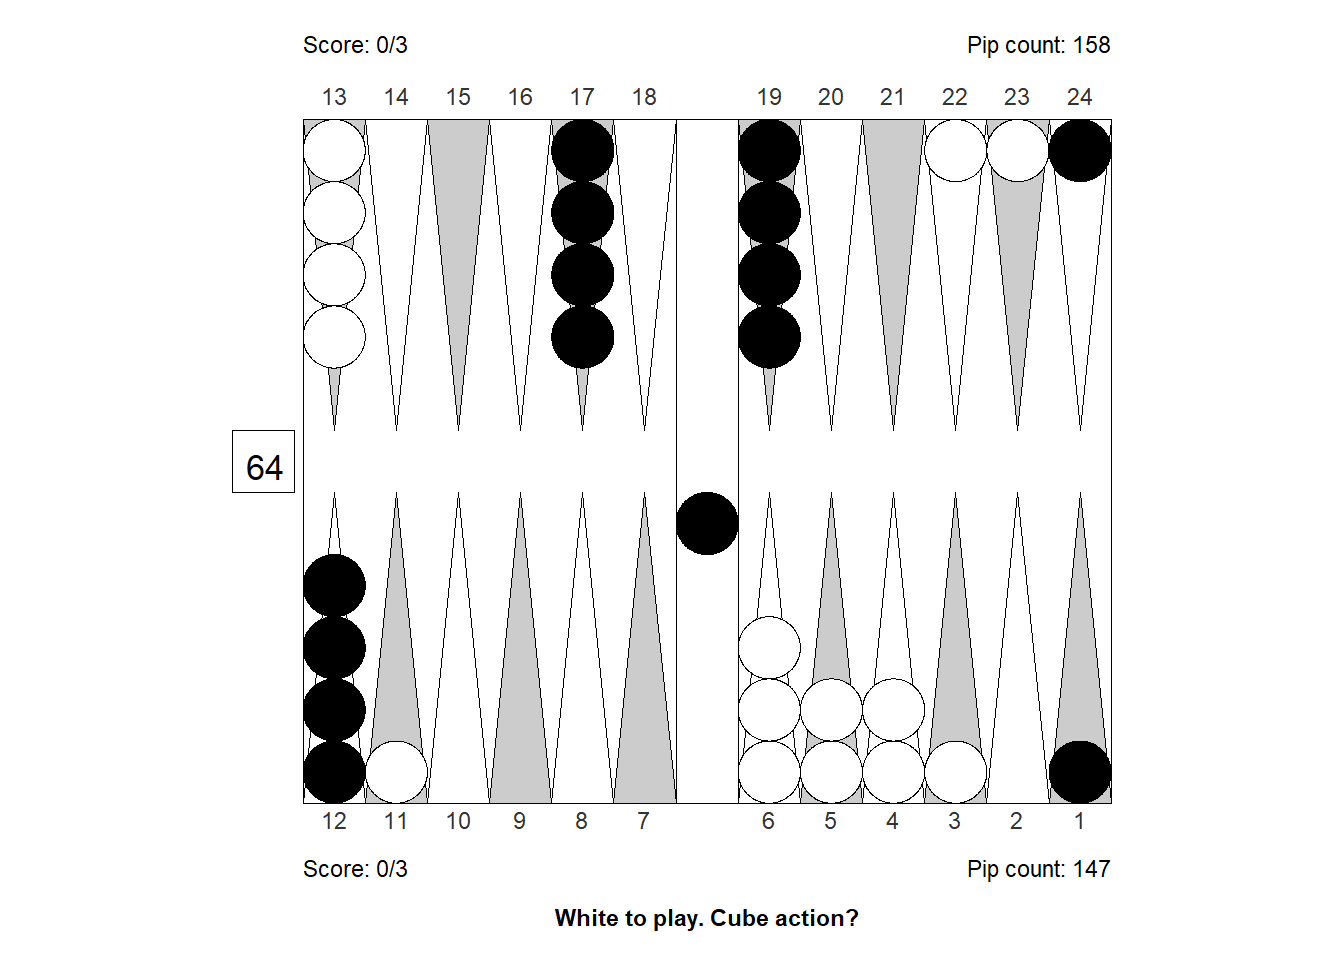 Score: 0/3 Pip count: 158
13 14 15 16 17 18 19 20 21 22 23 24
64
12 11 10 9 8 7 6 5 4 3 2 1
Score: 0/3 Pip count: 147
White to play. Cube action?